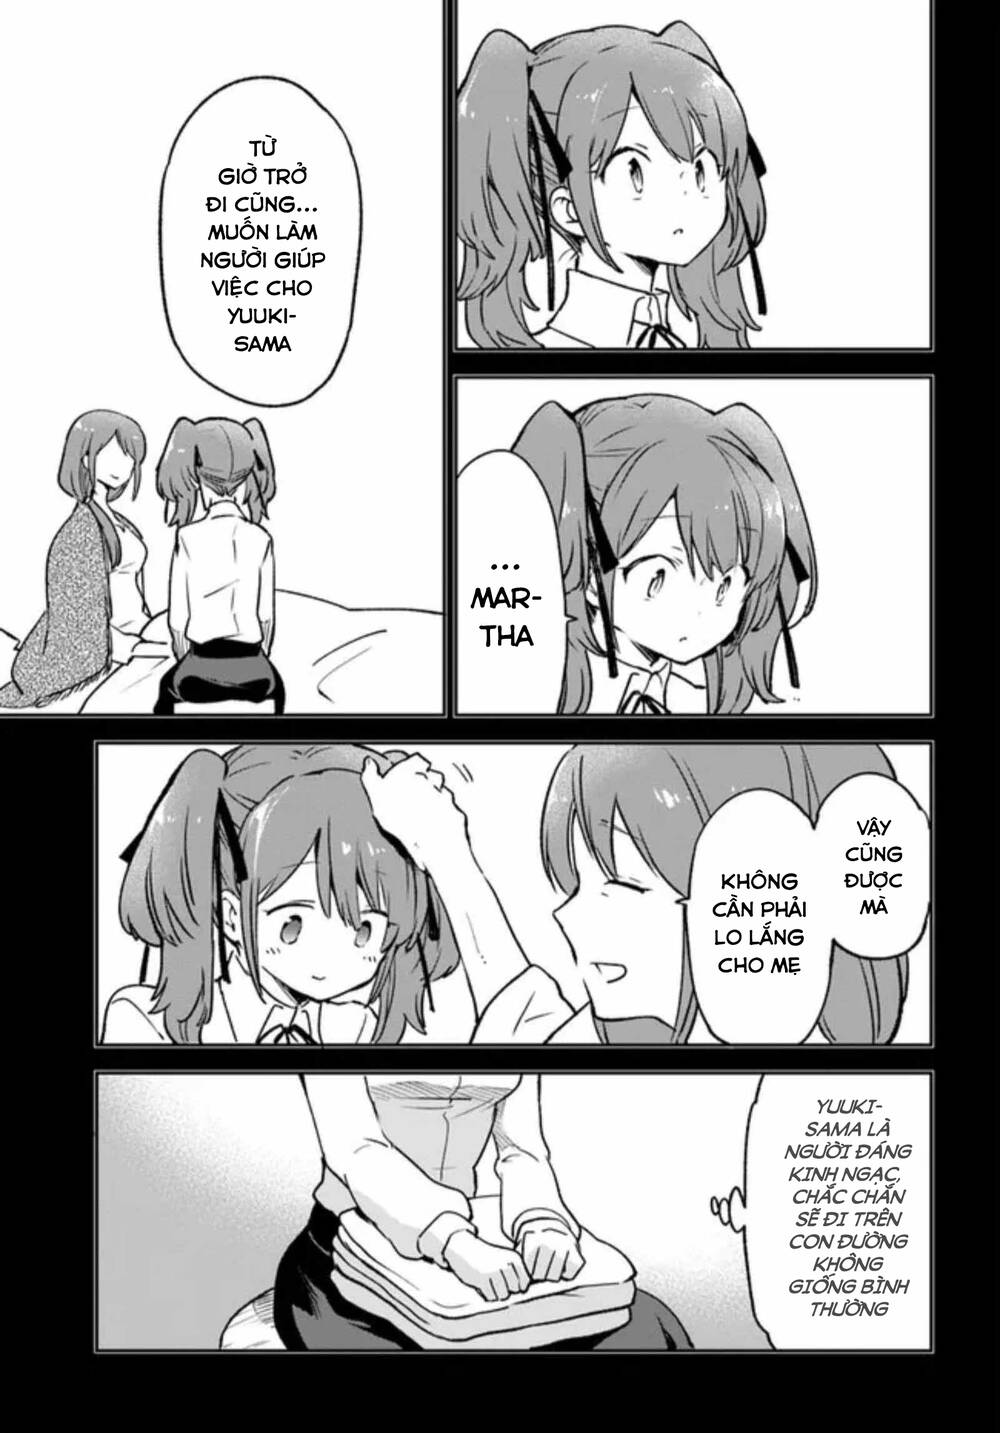 ...
MAR-
THA
TỪ
GIỜ TRỞ
ĐI CŨNG...
MUỐN LÀM
NGƯỜI GIÚP
VIỆC CHO
YUUKI-
SAMA
VẬY
CŨNG
ĐƯỢC
MÀ
KHÔNG
CẦN PHẢI
LO LẮNG
CHO MẸ
YUUKI-
SAMA LÀ
NGƯỜI ĐÁNG
KINH NGẠC,
CHẮC CHẮN
SẼ ĐI TRÊN
CON ĐƯỜNG
KHÔNG
GIỐNG BÌNH
THƯỜNG